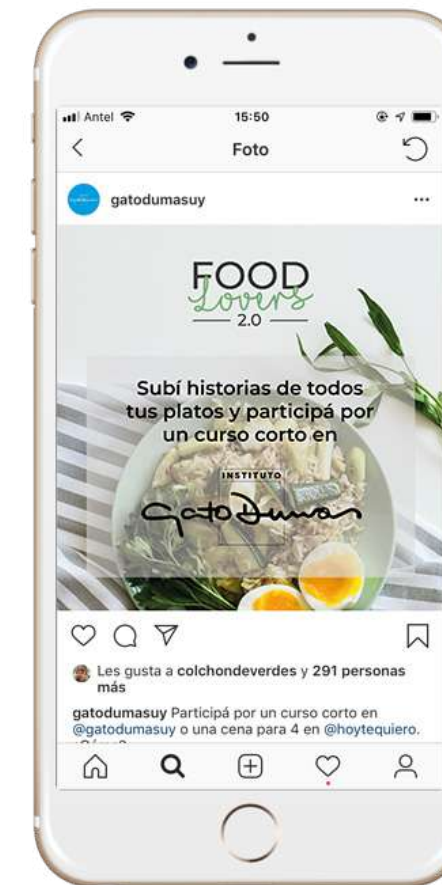 Antel
15:50
Foto
gatodumasuy
FOOD
Lovers
2.0
Subí historias de todos
tus platos y participá por
un curso corto en
INSTITUTO
Gato Dumas
Les gusta a colchondeverdes y 291 personas
más
gatodumasuy Participá por un curso corto en
@gatodumasuy o una cena para 4 en @hoytequiero.